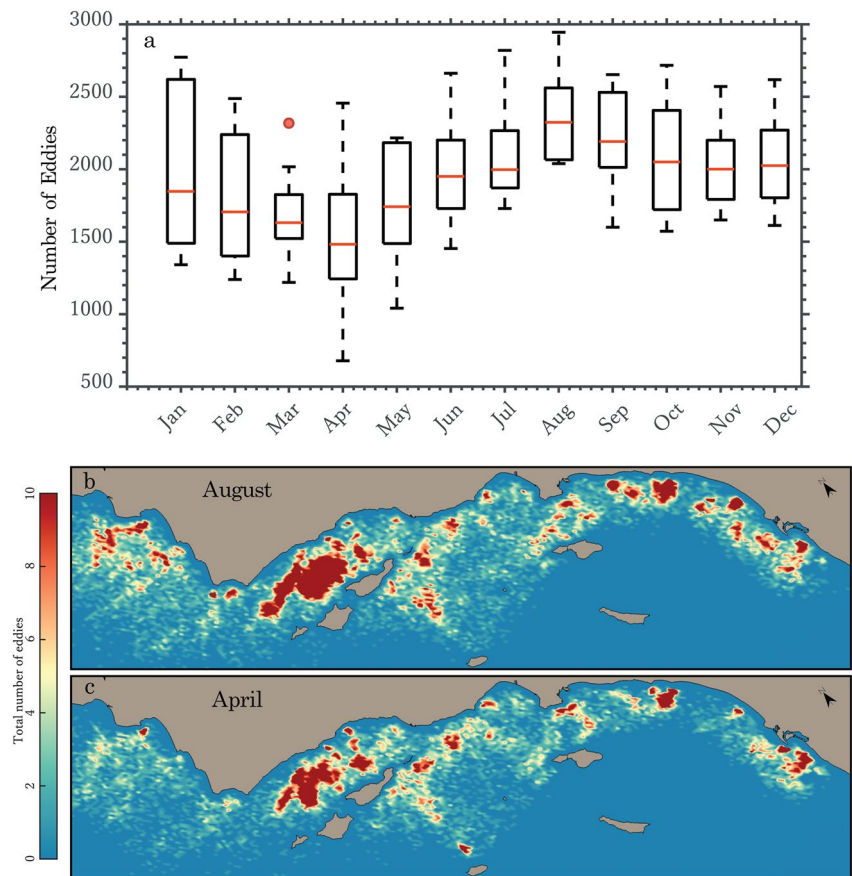 a
3000
2500
2000
1500
1000
500
Number of Eddies
Jan Feb Mar Apr May Jun Jul Aug Sep Oct Nov Dec
b
August
c
April
10
8
6
4
2
0
Total number of eddies